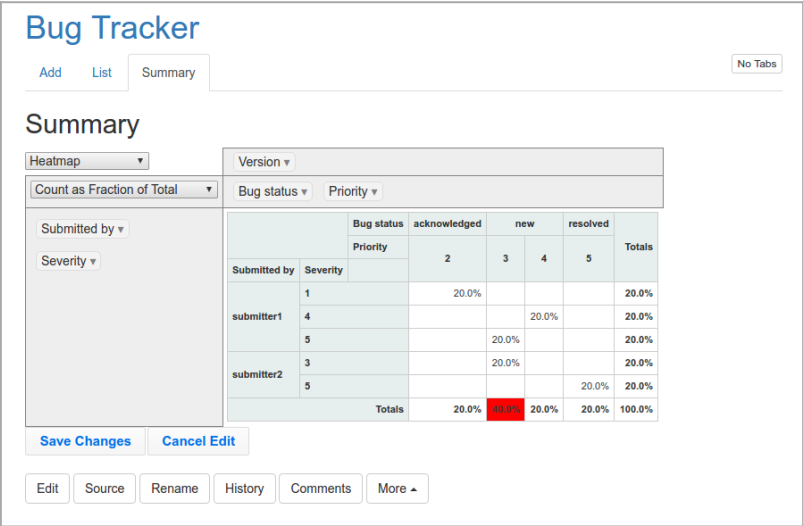 Bug Tracker
Add List Summary No Tabs
Summary
Heatmap Version
Count as Fraction of Total Bug status Priority
Submitted by
Severity
Bug status acknowledged new resolved Totals
Priority 2 3 4 5
Submitted by Severity
submitter1 1 20.0% 20.0%
4 20.0% 20.0%
5 20.0% 20.0%
submitter2 3 20.0% 20.0%
5 20.0% 20.0%
Totals 20.0% 40.0% 20.0% 20.0% 100.0%
Save Changes Cancel Edit
Edit Source Rename History Comments More